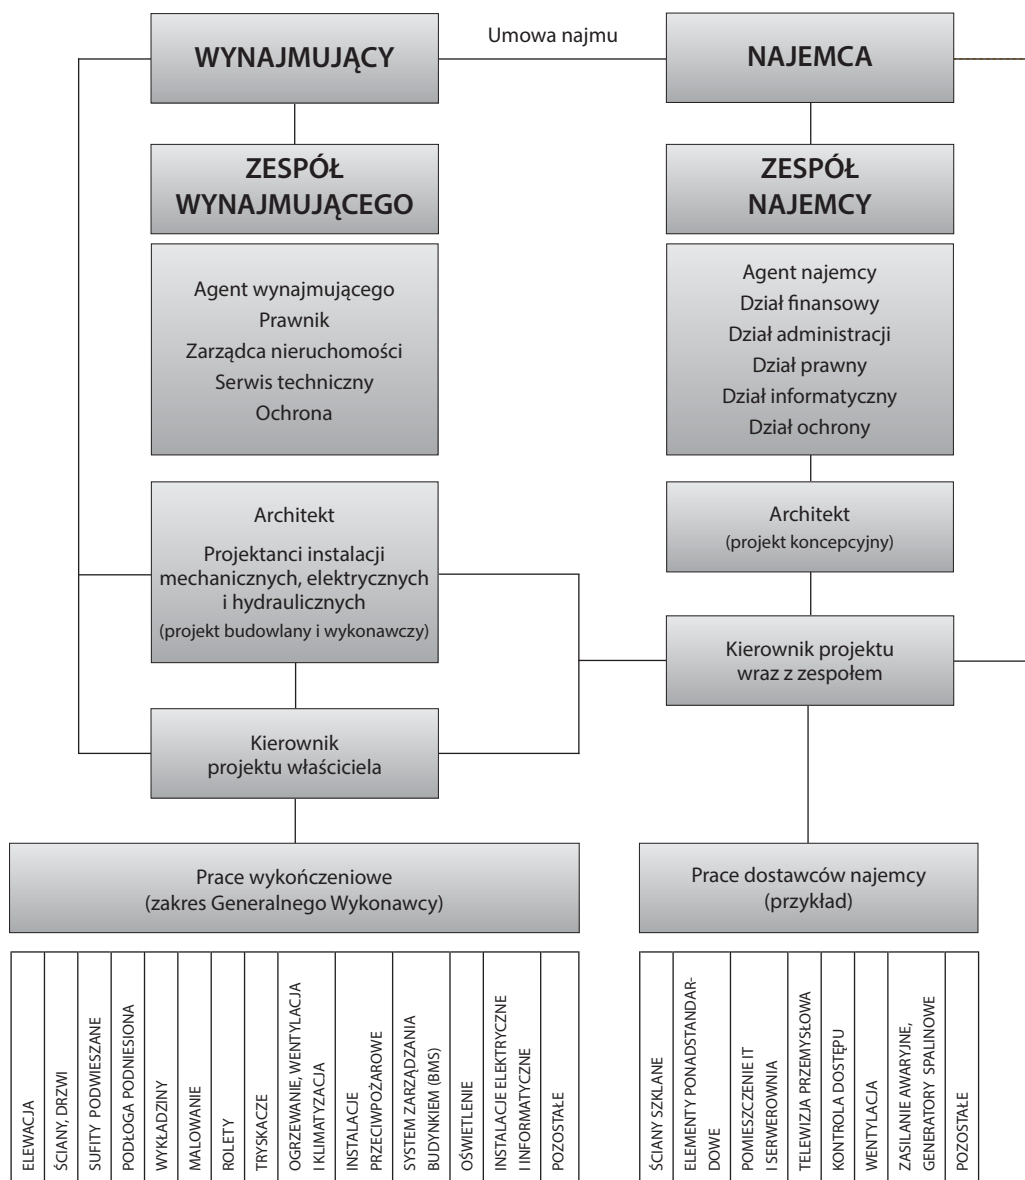 Umowa najmu
WYNAJMUJĄCY
NAJEMCA
ZESPÓŁ
WYNAJMUJĄCEGO
ZESPÓŁ
NAJEMCY
Agent wynajmującego
Prawnik
Zarządca nieruchomości
Serwis techniczny
Ochrona
Agent najemcy
Dział finansowy
Dział administracji
Dział prawny
Dział informatyczny
Dział ochrony
Architekt
Projektanci instalacji
mechanicznych, elektrycznych
i hydraulicznych
(projekt budowlany i wykonawczy)
Architekt
(projekt koncepcyjny)
Kierownik projektu
wraz z zespołem
Kierownik
projektu właściciela
Prace wykończeniowe
(zakres Generalnego Wykonawcy)
Prace dostawców najemcy
(przykład)
ELEWACJA
ŚCIANY, DRZWI
SUFITY PODWIESZANE
PODŁOGA PODNIESIONA
WYKŁADZINY
MALOWANIE
ROLETY
TRYSKACZE
OGRZEWANIE, WENTYLACJA
I KLIMATYZACJA
INSTALACJE
PRZECIWPOŻAROWE
SYSTEM ZARZĄDZANIA
BUDYNKIEM (BMS)
OŚWIETLENIE
INSTALACJE ELEKTRYCZNE
I INFORMATYCZNE
POZOSTAŁE
ŚCIANY SZKLANE
ELEMENTY PONADSTANDAR-
DOWE
POMIESZCZENIE IT
I SERWEROWNIA
TELEWIZJA PRZEMYSŁOWA
KONTROLA DOSTĘPU
WENTYLACJA
ZASILANIE AWARYJNE,
GENERATORY SPALINOWE
POZOSTAŁE